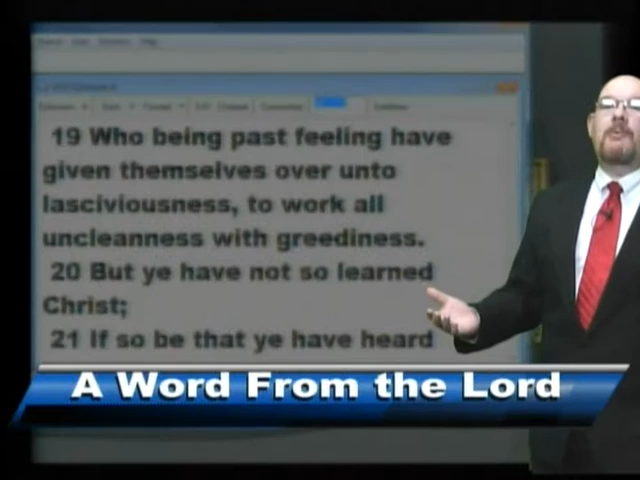 19 Who being past feeling have
given themselves over unto
lasciviousness, to work all
uncleanness with greediness.
20 But ye have not so learned
Christ;
21 If so be that ye have heard
A Word From the Lord